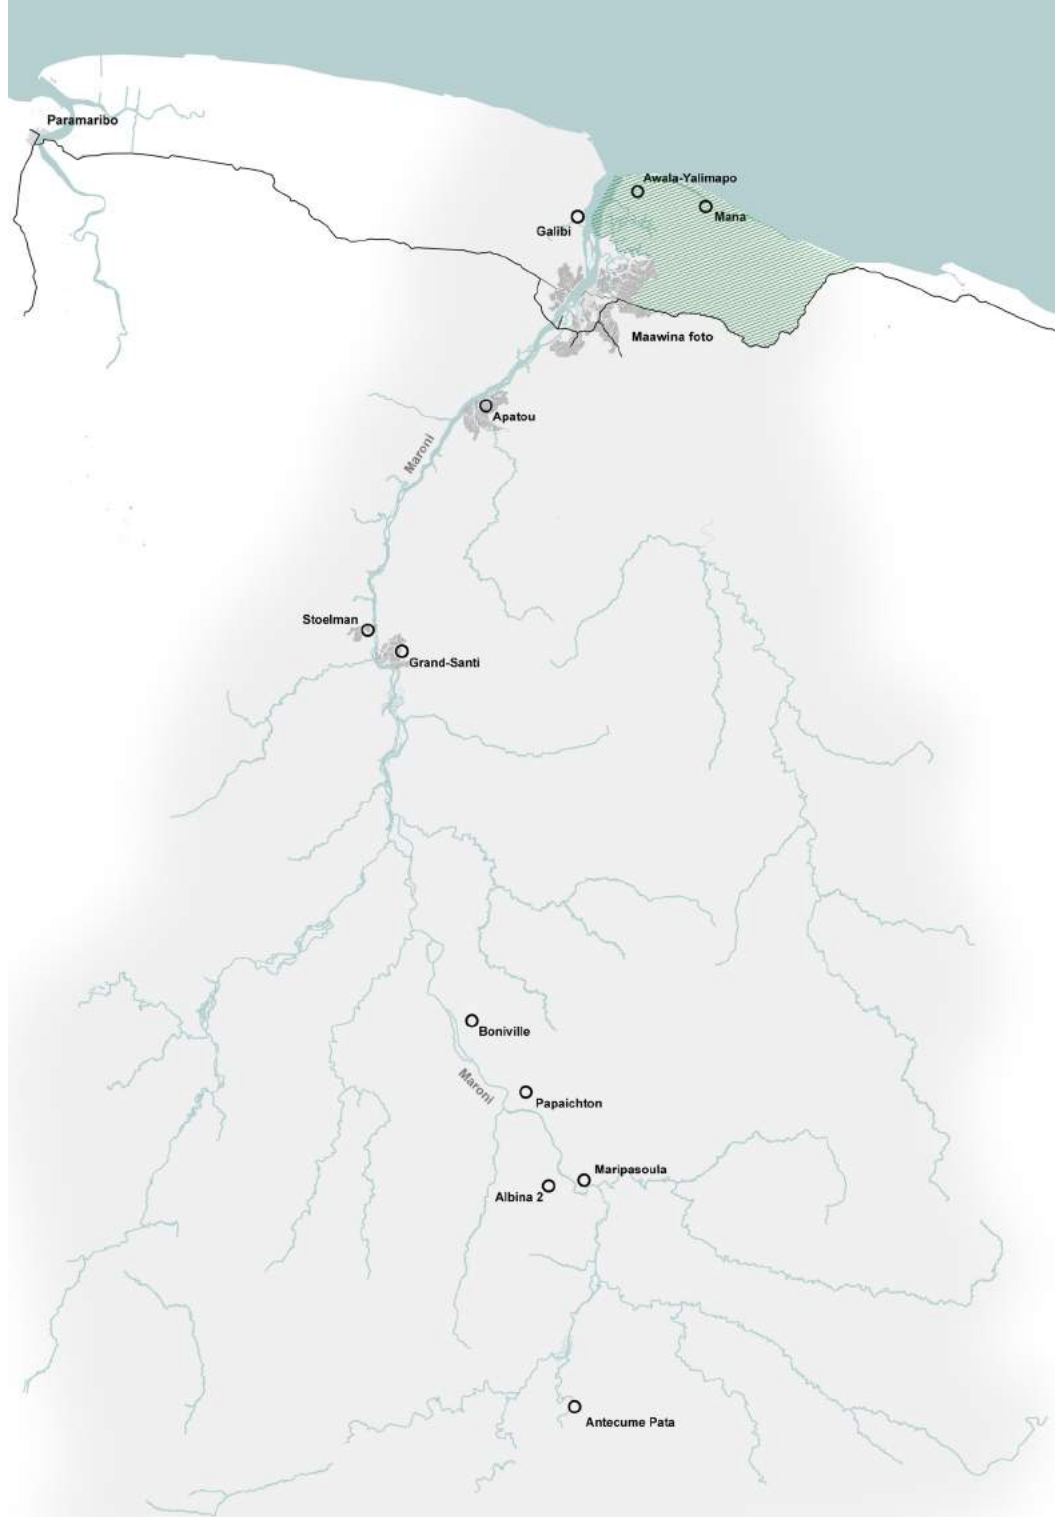 Paramaribo
Awala-Yalimapo
Mana
Galibi
Maawina foto
Apatou
Maroni
Stoelman
Grand-Santi
Boniville
Maroni
Papaichton
Maripasoula
Albina 2
Antecume Pata